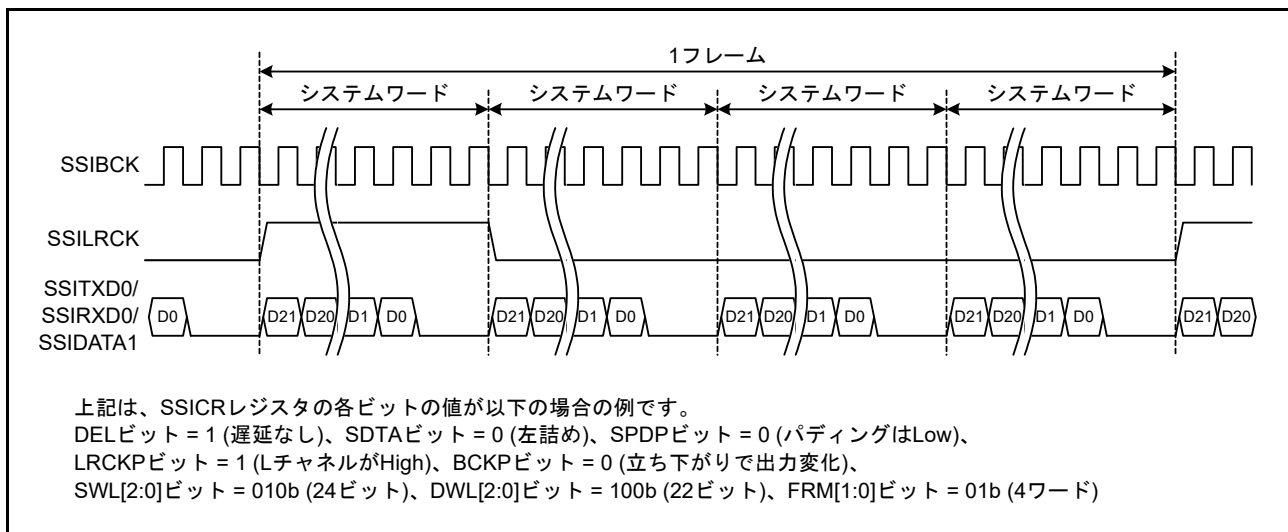 1フレーム
システムワード システムワード システムワード システムワード
SSIBCK
SSILRCK
SSITXD0/
SSIRXD0/
SSIDATA1
D0 D21 D20 D1 D0 D21 D20 D1 D0 D21 D20 D1 D0 D21 D20 D1 D0 D21 D20
上記は、SSICRレジスタの各ビットの値が以下の場合の例です。
DELビット = 1 (遅延なし)、SDTAビット = 0 (左詰め)、SPDPビット = 0 (パディングはLow)、
LRCKPビット = 1 (LチャネルがHigh)、BCKPビット = 0 (立ち下がりで出力変化)、
SWL[2:0]ビット = 010b (24ビット)、DWL[2:0]ビット = 100b (22ビット)、FRM[1:0]ビット = 01b (4ワード)